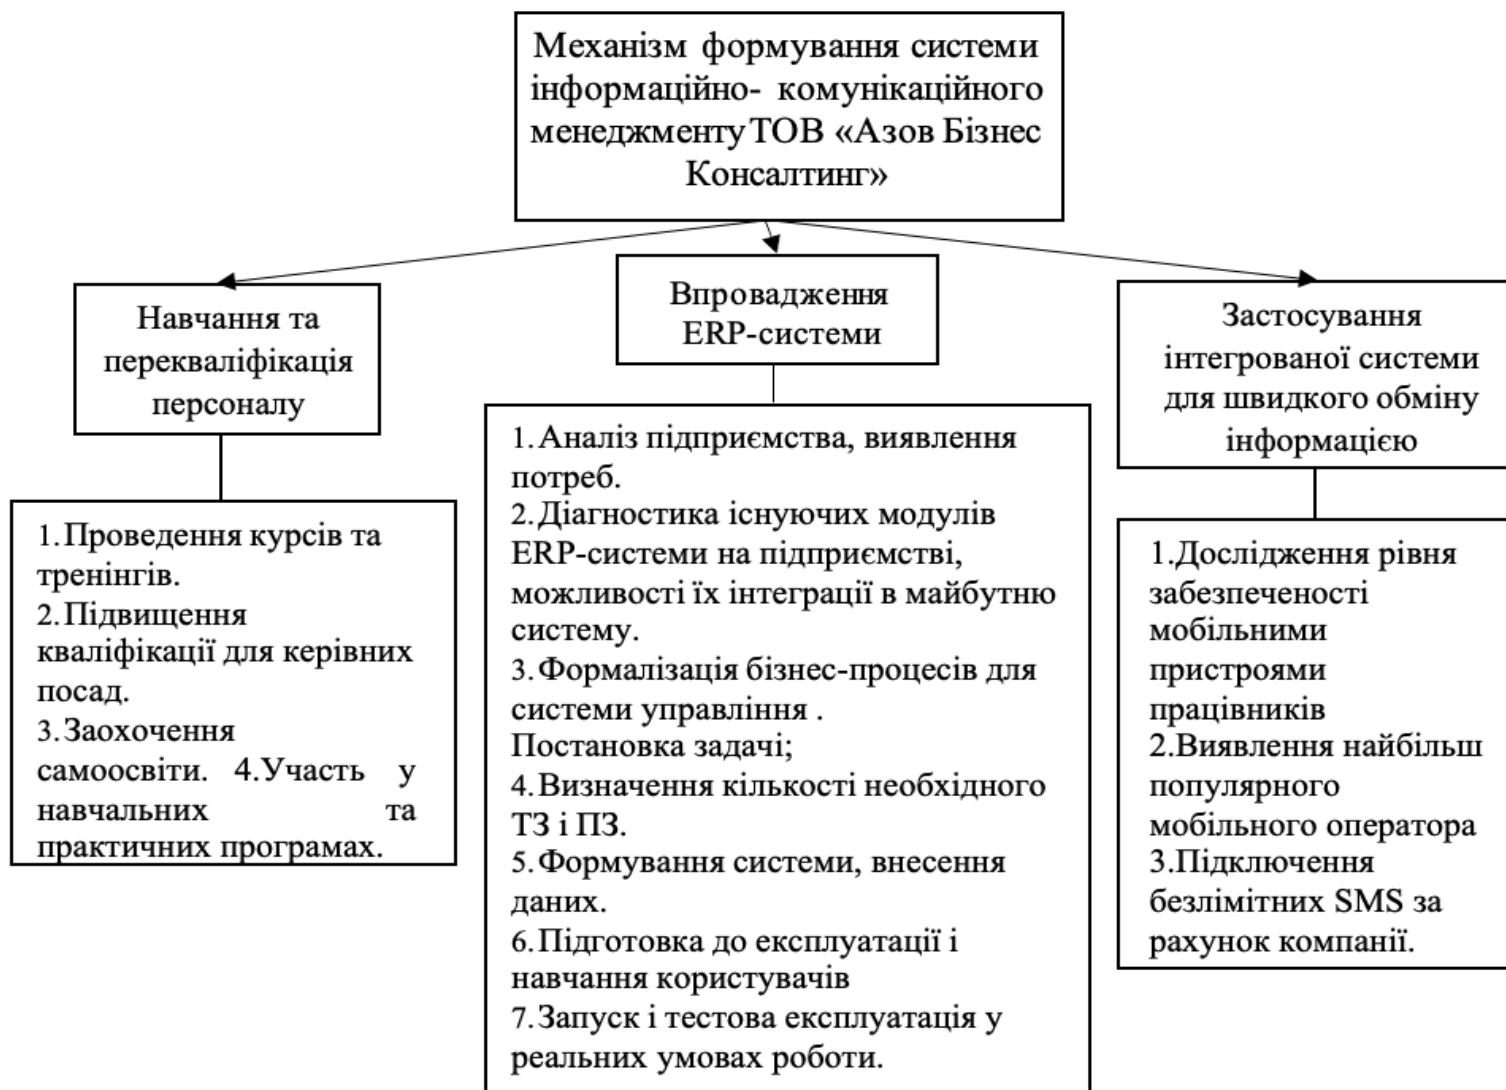 Механізм формування системи
інформаційно- комунікаційного
менеджменту ТОВ «Азов Бізнес
Консалтинг»
Навчання та
перекваліфікація
персоналу
Впровадження
ERP-системи
Застосування
інтегрованої системи
для швидкого обміну
інформацією
1.Проведення курсів та
тренінгів.
2.Підвищення
кваліфікації для керівних
посад.
3.Заохочення
самоосвіти. 4.Участь у
навчальних та
практичних програмах.
1.Аналіз підприємства, виявлення
потреб.
2.Діагностика існуючих модулів
ERP-системи на підприємстві,
можливості їх інтеграції в майбутню
систему.
3.Формалізація бізнес-процесів для
системи управління .
Постановка задачі;
4.Визначення кількості необхідного
ТЗ і ПЗ.
5.Формування системи, внесення
даних.
6.Підготовка до експлуатації і
навчання користувачів
7.Запуск і тестова експлуатація у
реальних умовах роботи.
1.Дослідження рівня
забезпеченості
мобільними
пристроями
працівників
2.Виявлення найбільш
популярного
мобільного оператора
3.Підключення
безлімітних SMS за
рахунок компанії.